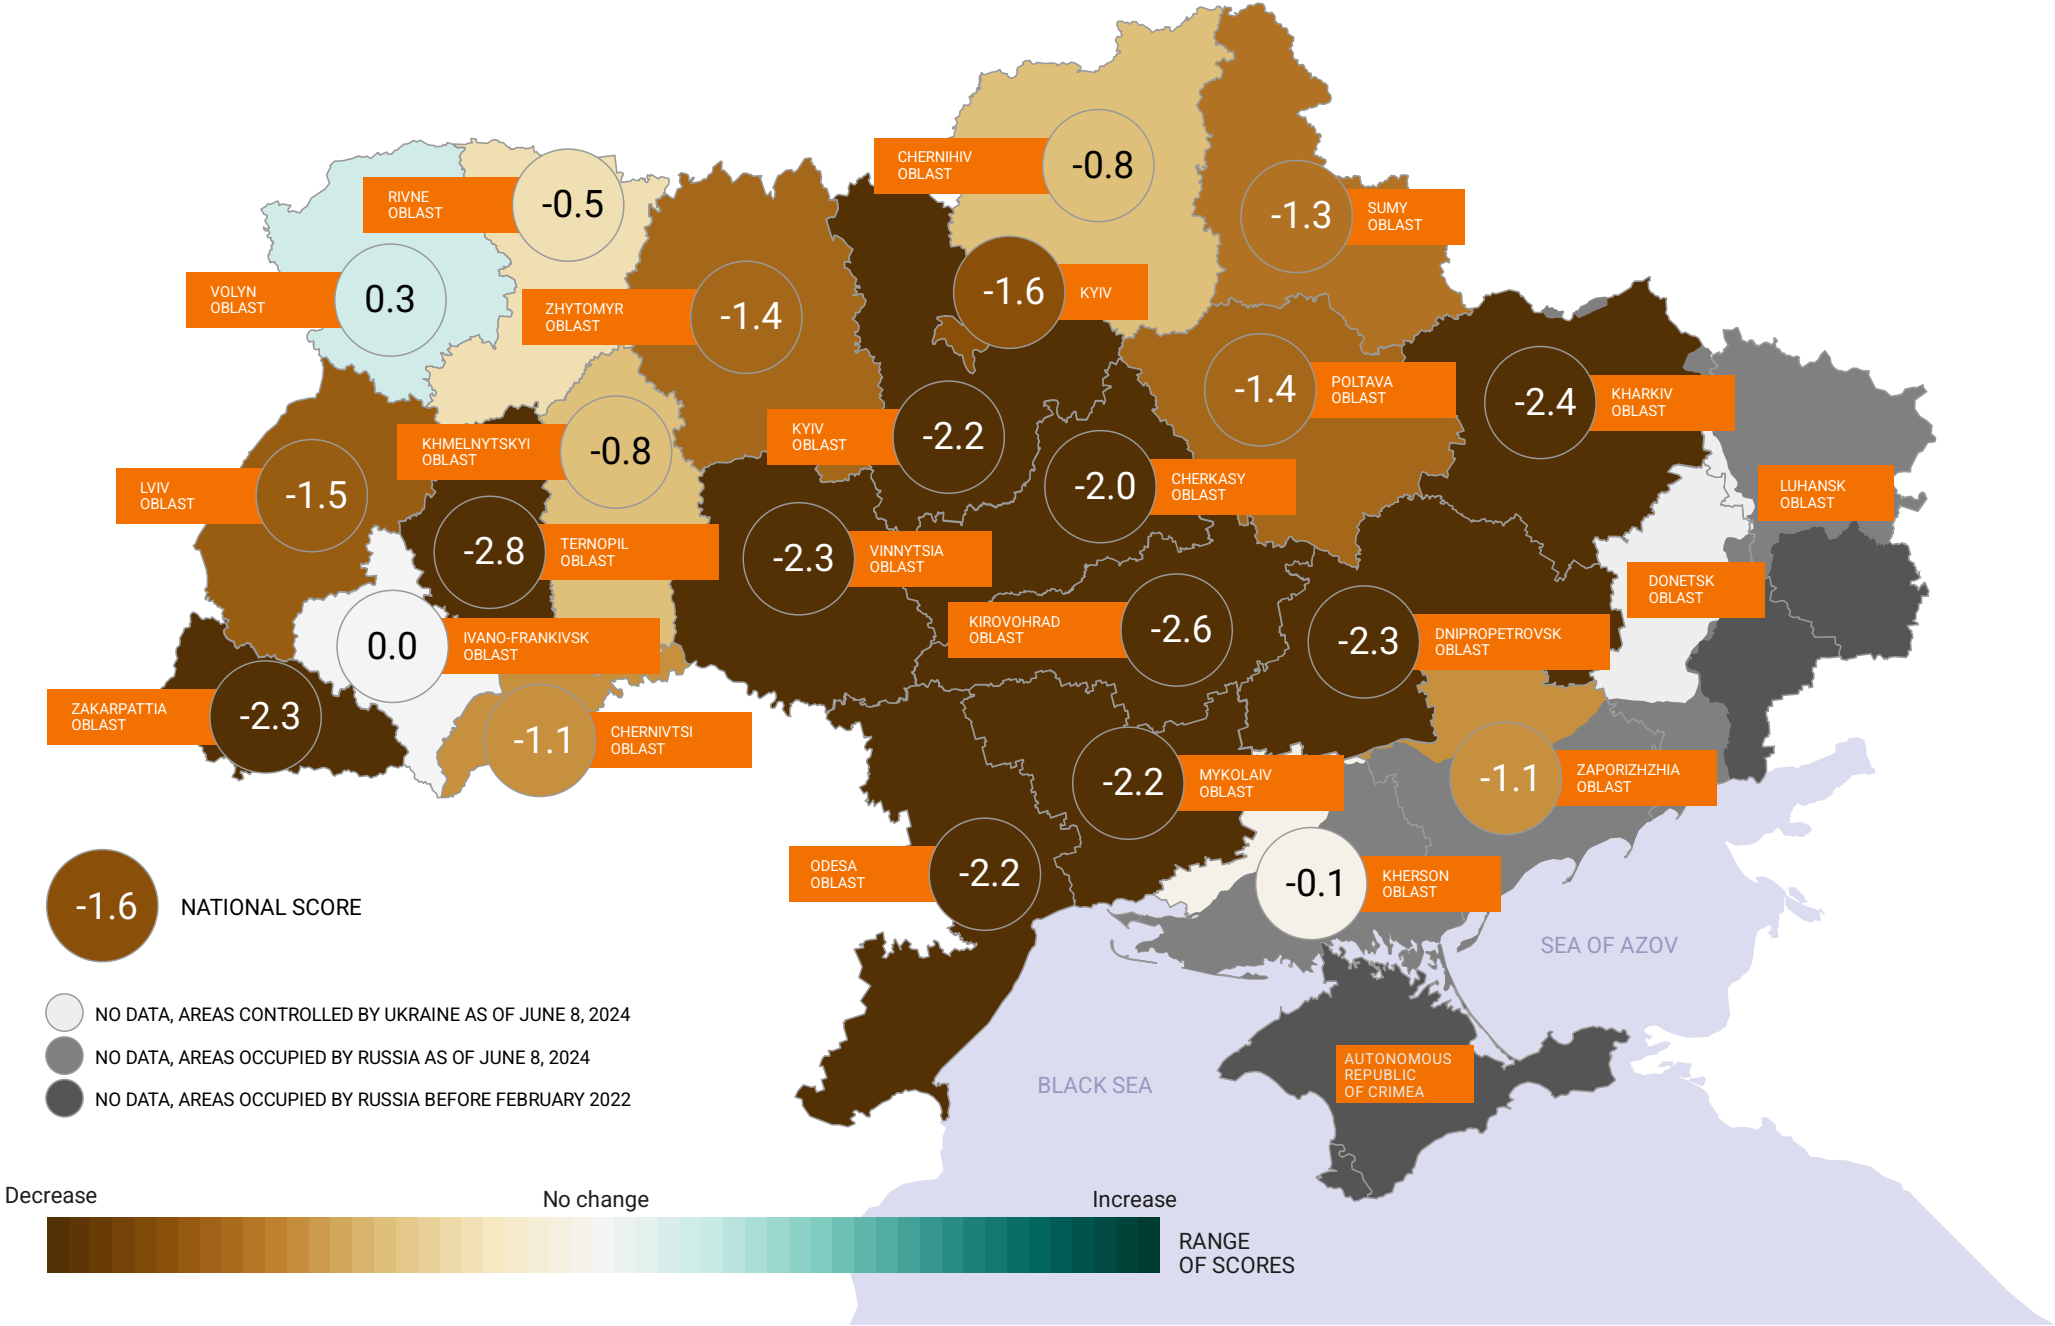 CHERNIHIV
OBLAST
-0.8
RIVNE
OBLAST
-0.5
-1.3
SUMY
OBLAST
VOLYN
OBLAST
0.3
ZHYTOMYR
OBLAST
-1.4
-1.6
KYIV
-1.4
POLTAVA
OBLAST
-2.4
KHARKIV
OBLAST
KHMELNYTSKYI
OBLAST
-0.8
KYIV
OBLAST
-2.2
LVIV
OBLAST
-1.5
-2.0
CHERKASY
OBLAST
LUHANSK
OBLAST
-2.8
TERNOPIL
OBLAST
-2.3
VINNYTSIA
OBLAST
DONETSK
OBLAST
0.0
IVANO-FRANKIVSK
OBLAST
KIROVOHRAD
OBLAST
-2.6
-2.3
DNIPROPETROVSK
OBLAST
ZAKARPATTIA
OBLAST
-2.3
-1.1
CHERNIVTSI
OBLAST
-2.2
MYKOLAIV
OBLAST
-1.1
ZAPORIZHZHIA
OBLAST
ODESA
OBLAST
-2.2
-0.1
KHERSON
OBLAST
-1.6
NATIONAL SCORE
SEA OF AZOV
NO DATA, AREAS CONTROLLED BY UKRAINE AS OF JUNE 8, 2024
NO DATA, AREAS OCCUPIED BY RUSSIA AS OF JUNE 8, 2024
NO DATA, AREAS OCCUPIED BY RUSSIA BEFORE FEBRUARY 2022
BLACK SEA
AUTONOMOUS
REPUBLIC
OF CRIMEA
Decrease
No change
Increase
RANGE
OF SCORES